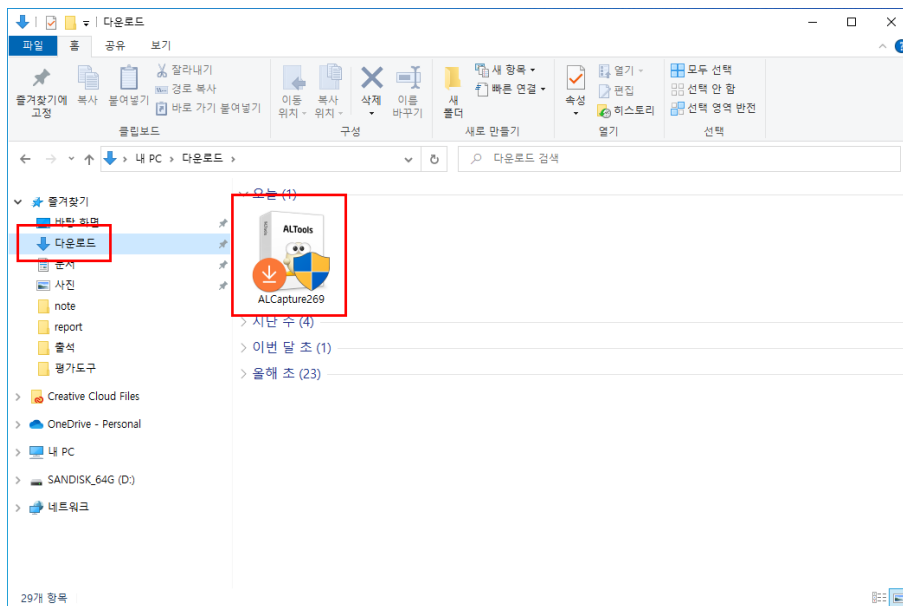 다운로드
파일 홈 공유 보기
즐겨찾기에 고정
복사
붙여넣기
잘라내기
경로 복사
바로 가기 붙여넣기
클립보드
이동 위치
복사 위치
삭제
이름 바꾸기
구성
새 폴더
새 항목
빠른 연결
새로 만들기
속성
열기
편집
히스토리
열기
모두 선택
선택 안 함
선택 영역 반전
선택
내 PC > 다운로드 >
다운로드 검색
즐겨찾기
바탕 화면
다운로드
문서
사진
note
report
출석
평가도구
Creative Cloud Files
OneDrive - Personal
내 PC
SANDISK_64G (D:)
네트워크
오늘 (1)
ALTools
ALCapture269
지난 주 (4)
이번 달 초 (1)
올해 초 (23)
29개 항목